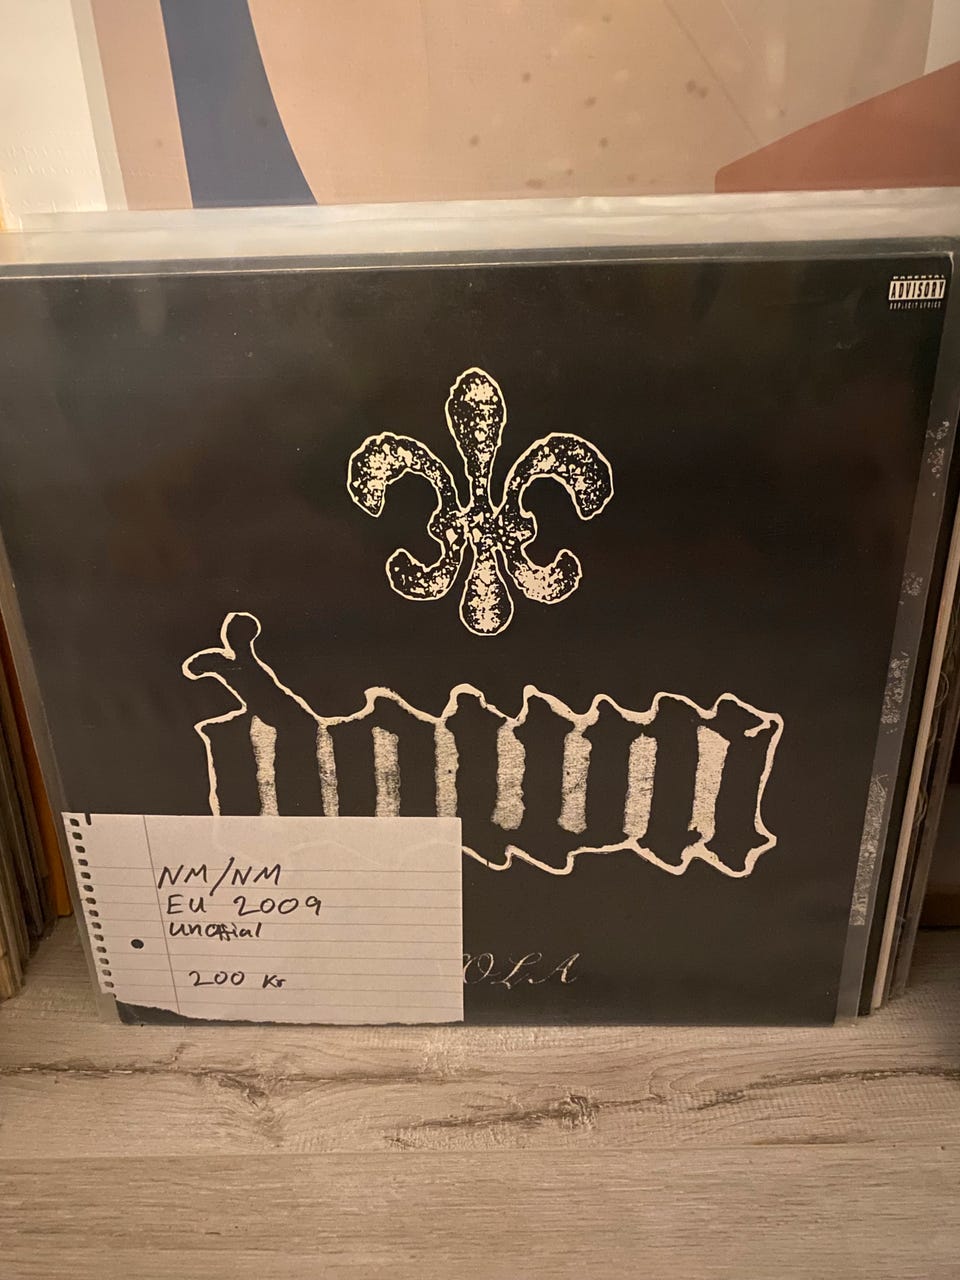 PARENTAL
ADVISORY
EXPLICIT LYRICS
down
OLA
NM/NM
EU 2009
unoffial
200 Kr